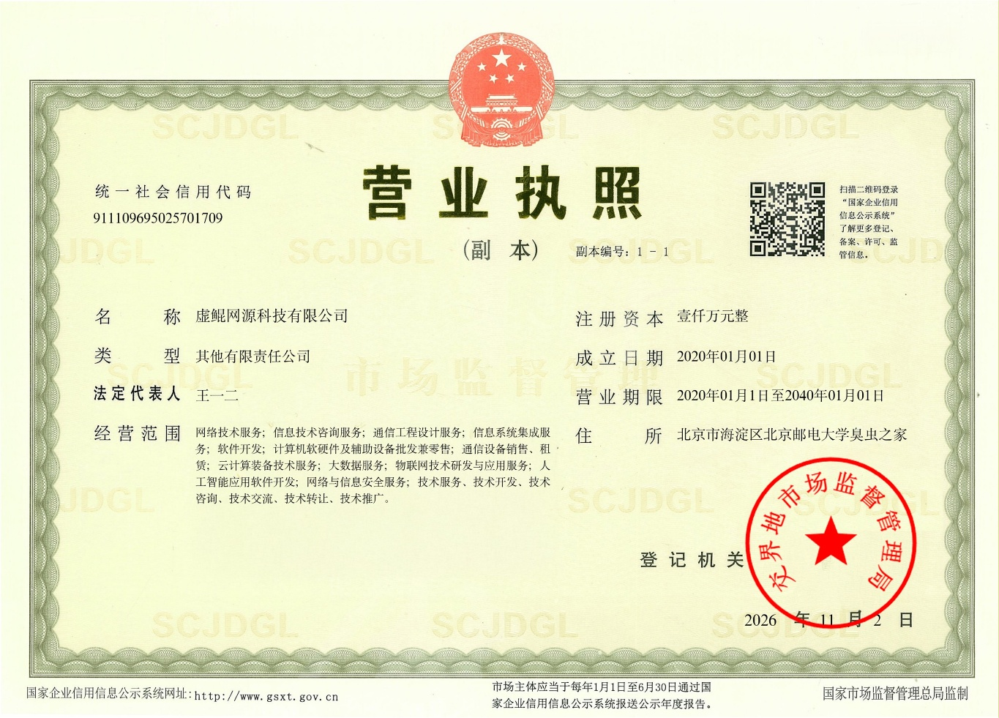 营业执照
(副 本)
副本编号：1 - 1
统一社会信用代码
911109695025701709
扫描二维码登录
“国家企业信用
信息公示系统”
了解更多登记、
备案、许可、监
管信息。
名 称 虚鲲网源科技有限公司
类 型 其他有限责任公司
法定代表人 王一二
经营范围 网络技术服务；信息技术咨询服务；通信工程设计服务；信息系统集成服
务；软件开发；计算机软硬件及辅助设备批发兼零售；通信设备销售、租
赁；云计算装备技术服务；大数据服务；物联网技术研发与应用服务；人
工智能应用软件开发；网络与信息安全服务；技术服务、技术开发、技术
咨询、技术交流、技术转让、技术推广。
注册资本 壹仟万元整
成立日期 2020年01月01日
营业期限 2020年01月1日至2040年01月01日
住 所 北京市海淀区北京邮电大学臭虫之家
登记机关
交界地市场监督管理局
2026 年 11 月 2 日
国家企业信用信息公示系统网址:http://www.gsxt.gov.cn
市场主体应当于每年1月1日至6月30日通过国
家企业信用信息公示系统报送公示年度报告。
国家市场监督管理总局监制
SCJDGL
市场监督管理